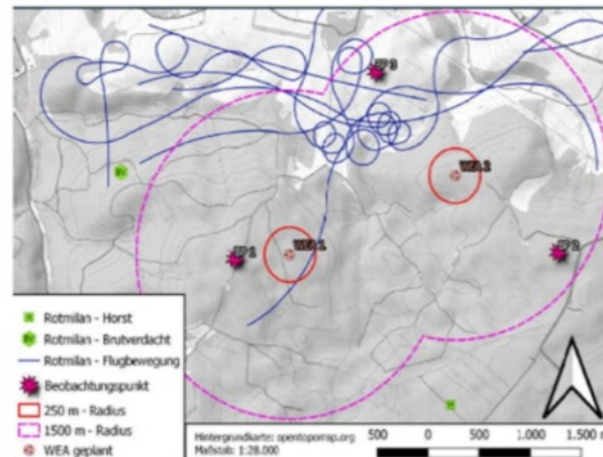 BP 3
WEA 2
BV
BP 1
WEA 1
BP 2
H Rotmilan - Horst
BV Rotmilan - Brutverdacht
Rotmilan - Flugbewegung
Beobachtungspunkt
250 m - Radius
1500 m - Radius
WEA geplant
H
Hintergrundkarte: opentopomap.org
Maßstab: 1:28.000
500 0 500 1.000 1.500 m